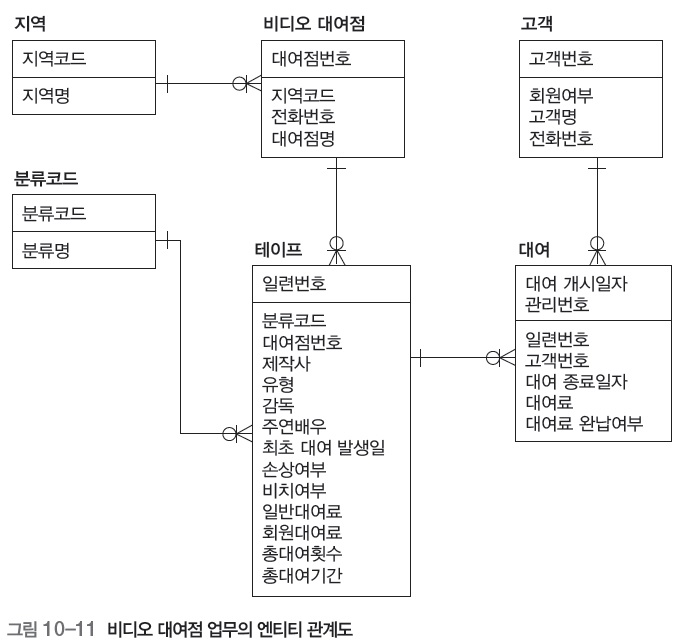 지역
지역코드
지역명
비디오 대여점
대여점번호
지역코드
전화번호
대여점명
고객
고객번호
회원여부
고객명
전화번호
분류코드
분류코드
분류명
테이프
일련번호
분류코드
대여점번호
제작사
유형
감독
주연배우
최초 대여 발생일
손상여부
비치여부
일반대여료
회원대여료
총대여횟수
총대여기간
대여
대여 개시일자
관리번호
일련번호
고객번호
대여 종료일자
대여료
대여료 완납여부
그림 10-11 비디오 대여점 업무의 엔티티 관계도